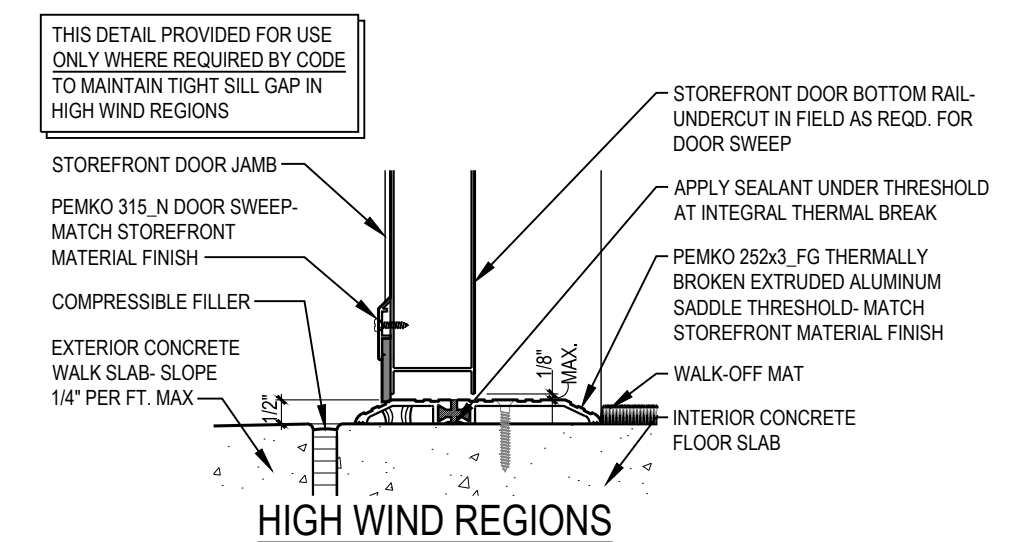 THIS DETAIL PROVIDED FOR USE
ONLY WHERE REQUIRED BY CODE
TO MAINTAIN TIGHT SILL GAP IN
HIGH WIND REGIONS
STOREFRONT DOOR JAMB
PEMKO 315_N DOOR SWEEP-
MATCH STOREFRONT
MATERIAL FINISH
COMPRESSIBLE FILLER
EXTERIOR CONCRETE
WALK SLAB- SLOPE
1/4" PER FT. MAX
1/2"
1/8"
MAX.
STOREFRONT DOOR BOTTOM RAIL-
UNDERCUT IN FIELD AS REQD. FOR
DOOR SWEEP
APPLY SEALANT UNDER THRESHOLD
AT INTEGRAL THERMAL BREAK
PEMKO 252x3_FG THERMALLY
BROKEN EXTRUDED ALUMINUM
SADDLE THRESHOLD- MATCH
STOREFRONT MATERIAL FINISH
WALK-OFF MAT
INTERIOR CONCRETE
FLOOR SLAB
HIGH WIND REGIONS